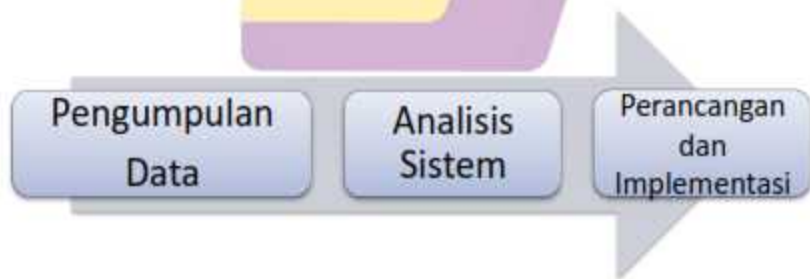 Pengumpulan
Data
Analisis
Sistem
Perancangan
dan
Implementasi